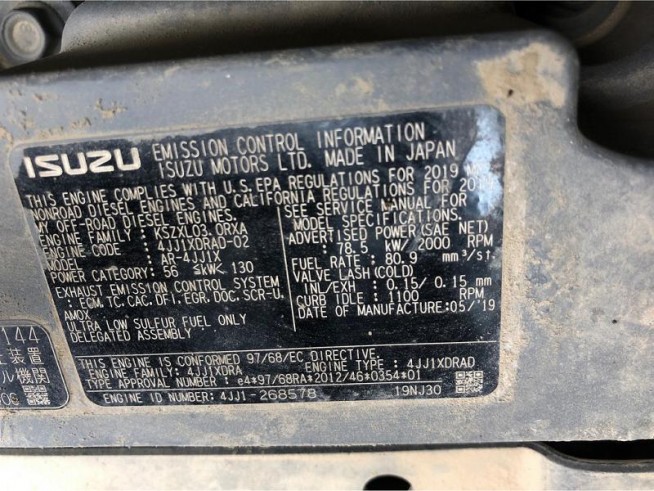 ISUZU
EMISSION CONTROL INFORMATION
ISUZU MOTORS LTD. MADE IN JAPAN
THIS ENGINE COMPLIES WITH U.S. EPA REGULATIONS FOR 2019
NONROAD DIESEL ENGINES AND CALIFORNIA REGULATIONS FOR
MY OFF-ROAD DIESEL ENGINES.
ENGINE FAMILY : KSZXL03.0RXA
ENGINE CODE : 4JJ1XDRAD-02
MODEL : AR-4JJ1X
POWER CATEGORY : 56 ≤kW< 130
EXHAUST EMISSION CONTROL SYSTEM
: ECM, TC, CAC, DFI, EGR, DOC, SCR-U,
AMOX
ULTRA LOW SULFUR FUEL ONLY
DELEGATED ASSEMBLY
SEE SERVICE MANUAL FOR
ADVERTISED POWER (SAE NET)
: 78.5 kW/ 2000 RPM
FUEL RATE : 80.9 mm³/st.
VALVE LASH (COLD)
INL/EXH : 0.15/ 0.15 mm
CURB IDLE : 1100 RPM
DATE OF MANUFACTURE: 05/'19
THIS ENGINE IS CONFORMED 97/68/EC DIRECTIVE.
ENGINE FAMILY: 4JJ1XDRA ENGINE TYPE: 4JJ1XDRAD
TYPE APPROVAL NUMBER : e4*97/68RA*2012/46*0354*01
ENGINE ID NUMBER: 4JJ1-268578 19NJ30
144
装置
ル機関